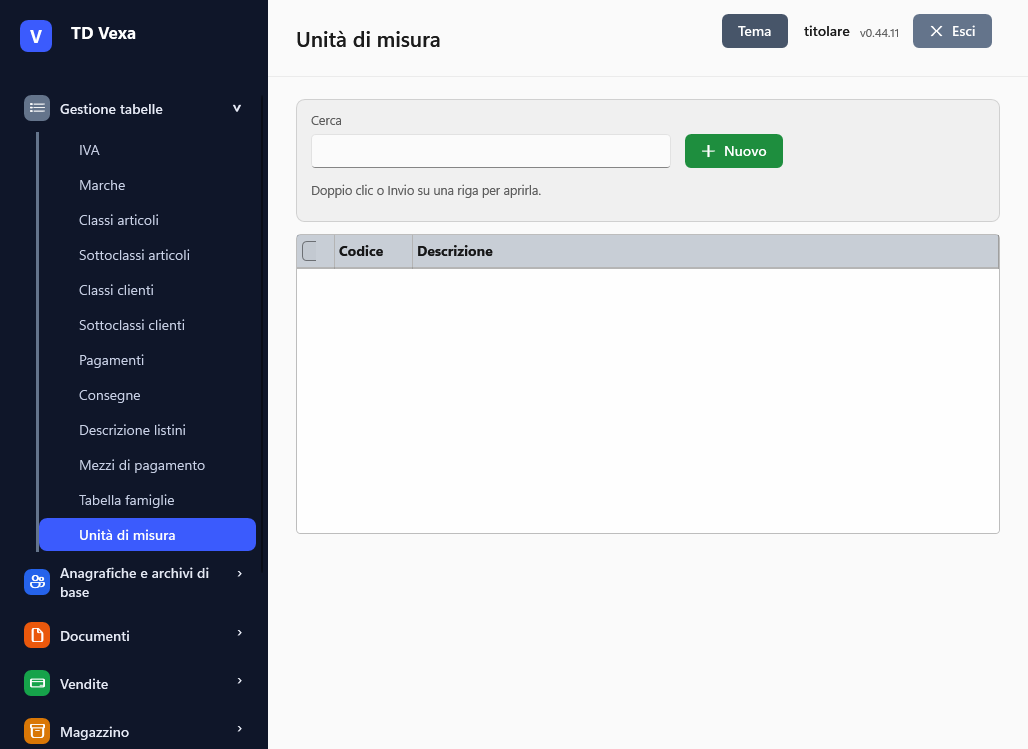 V
TD Vexa
Gestione tabelle
IVA
Marche
Classi articoli
Sottoclassi articoli
Classi clienti
Sottoclassi clienti
Pagamenti
Consegne
Descrizione listini
Mezzi di pagamento
Tabella famiglie
Unità di misura
Anagrafiche e archivi di
base
Documenti
Vendite
Magazzino
Unità di misura
Tema
titolare
v0.44.11
Esci
Cerca
Nuovo
Doppio clic o Invio su una riga per aprirla.
Codice
Descrizione